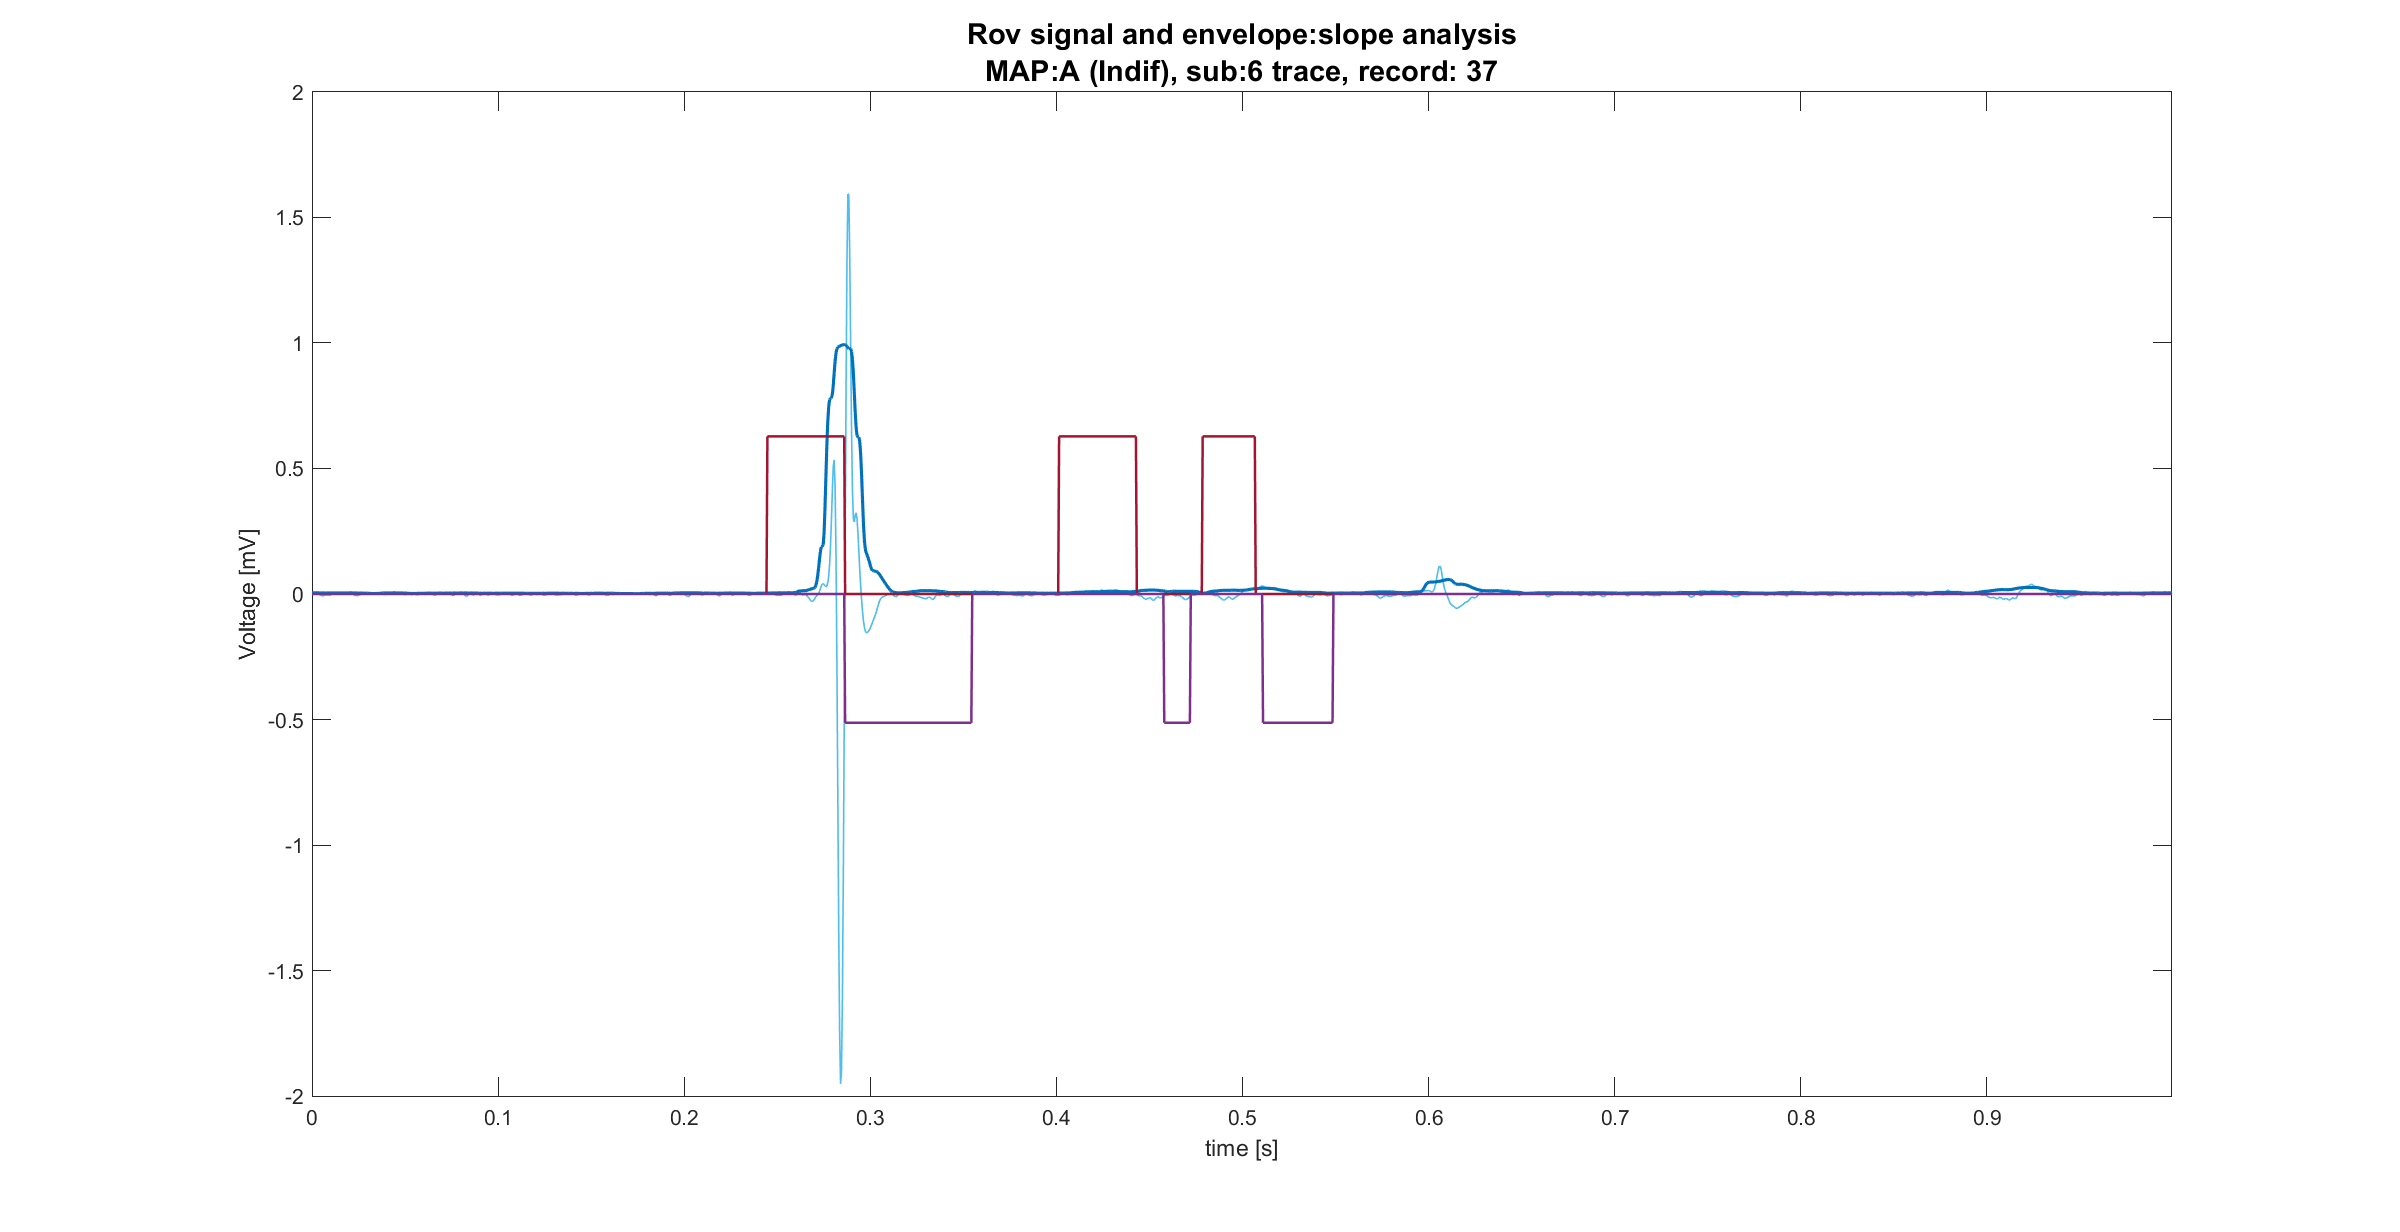 Rov signal and envelope:slope analysis
MAP:A (Indif), sub:6 trace, record: 37
2
1.5
1
0.5
0
-0.5
-1
-1.5
-2
Voltage [mV]
0 0.1 0.2 0.3 0.4 0.5 0.6 0.7 0.8 0.9
time [s]